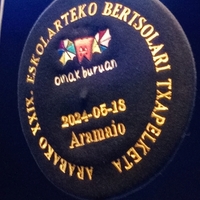 ARABAKO XXIX. ESKOLARTEKO BERTSOLARI TXAPELKETA
oinak buruan
2024-05-18
Aramaio